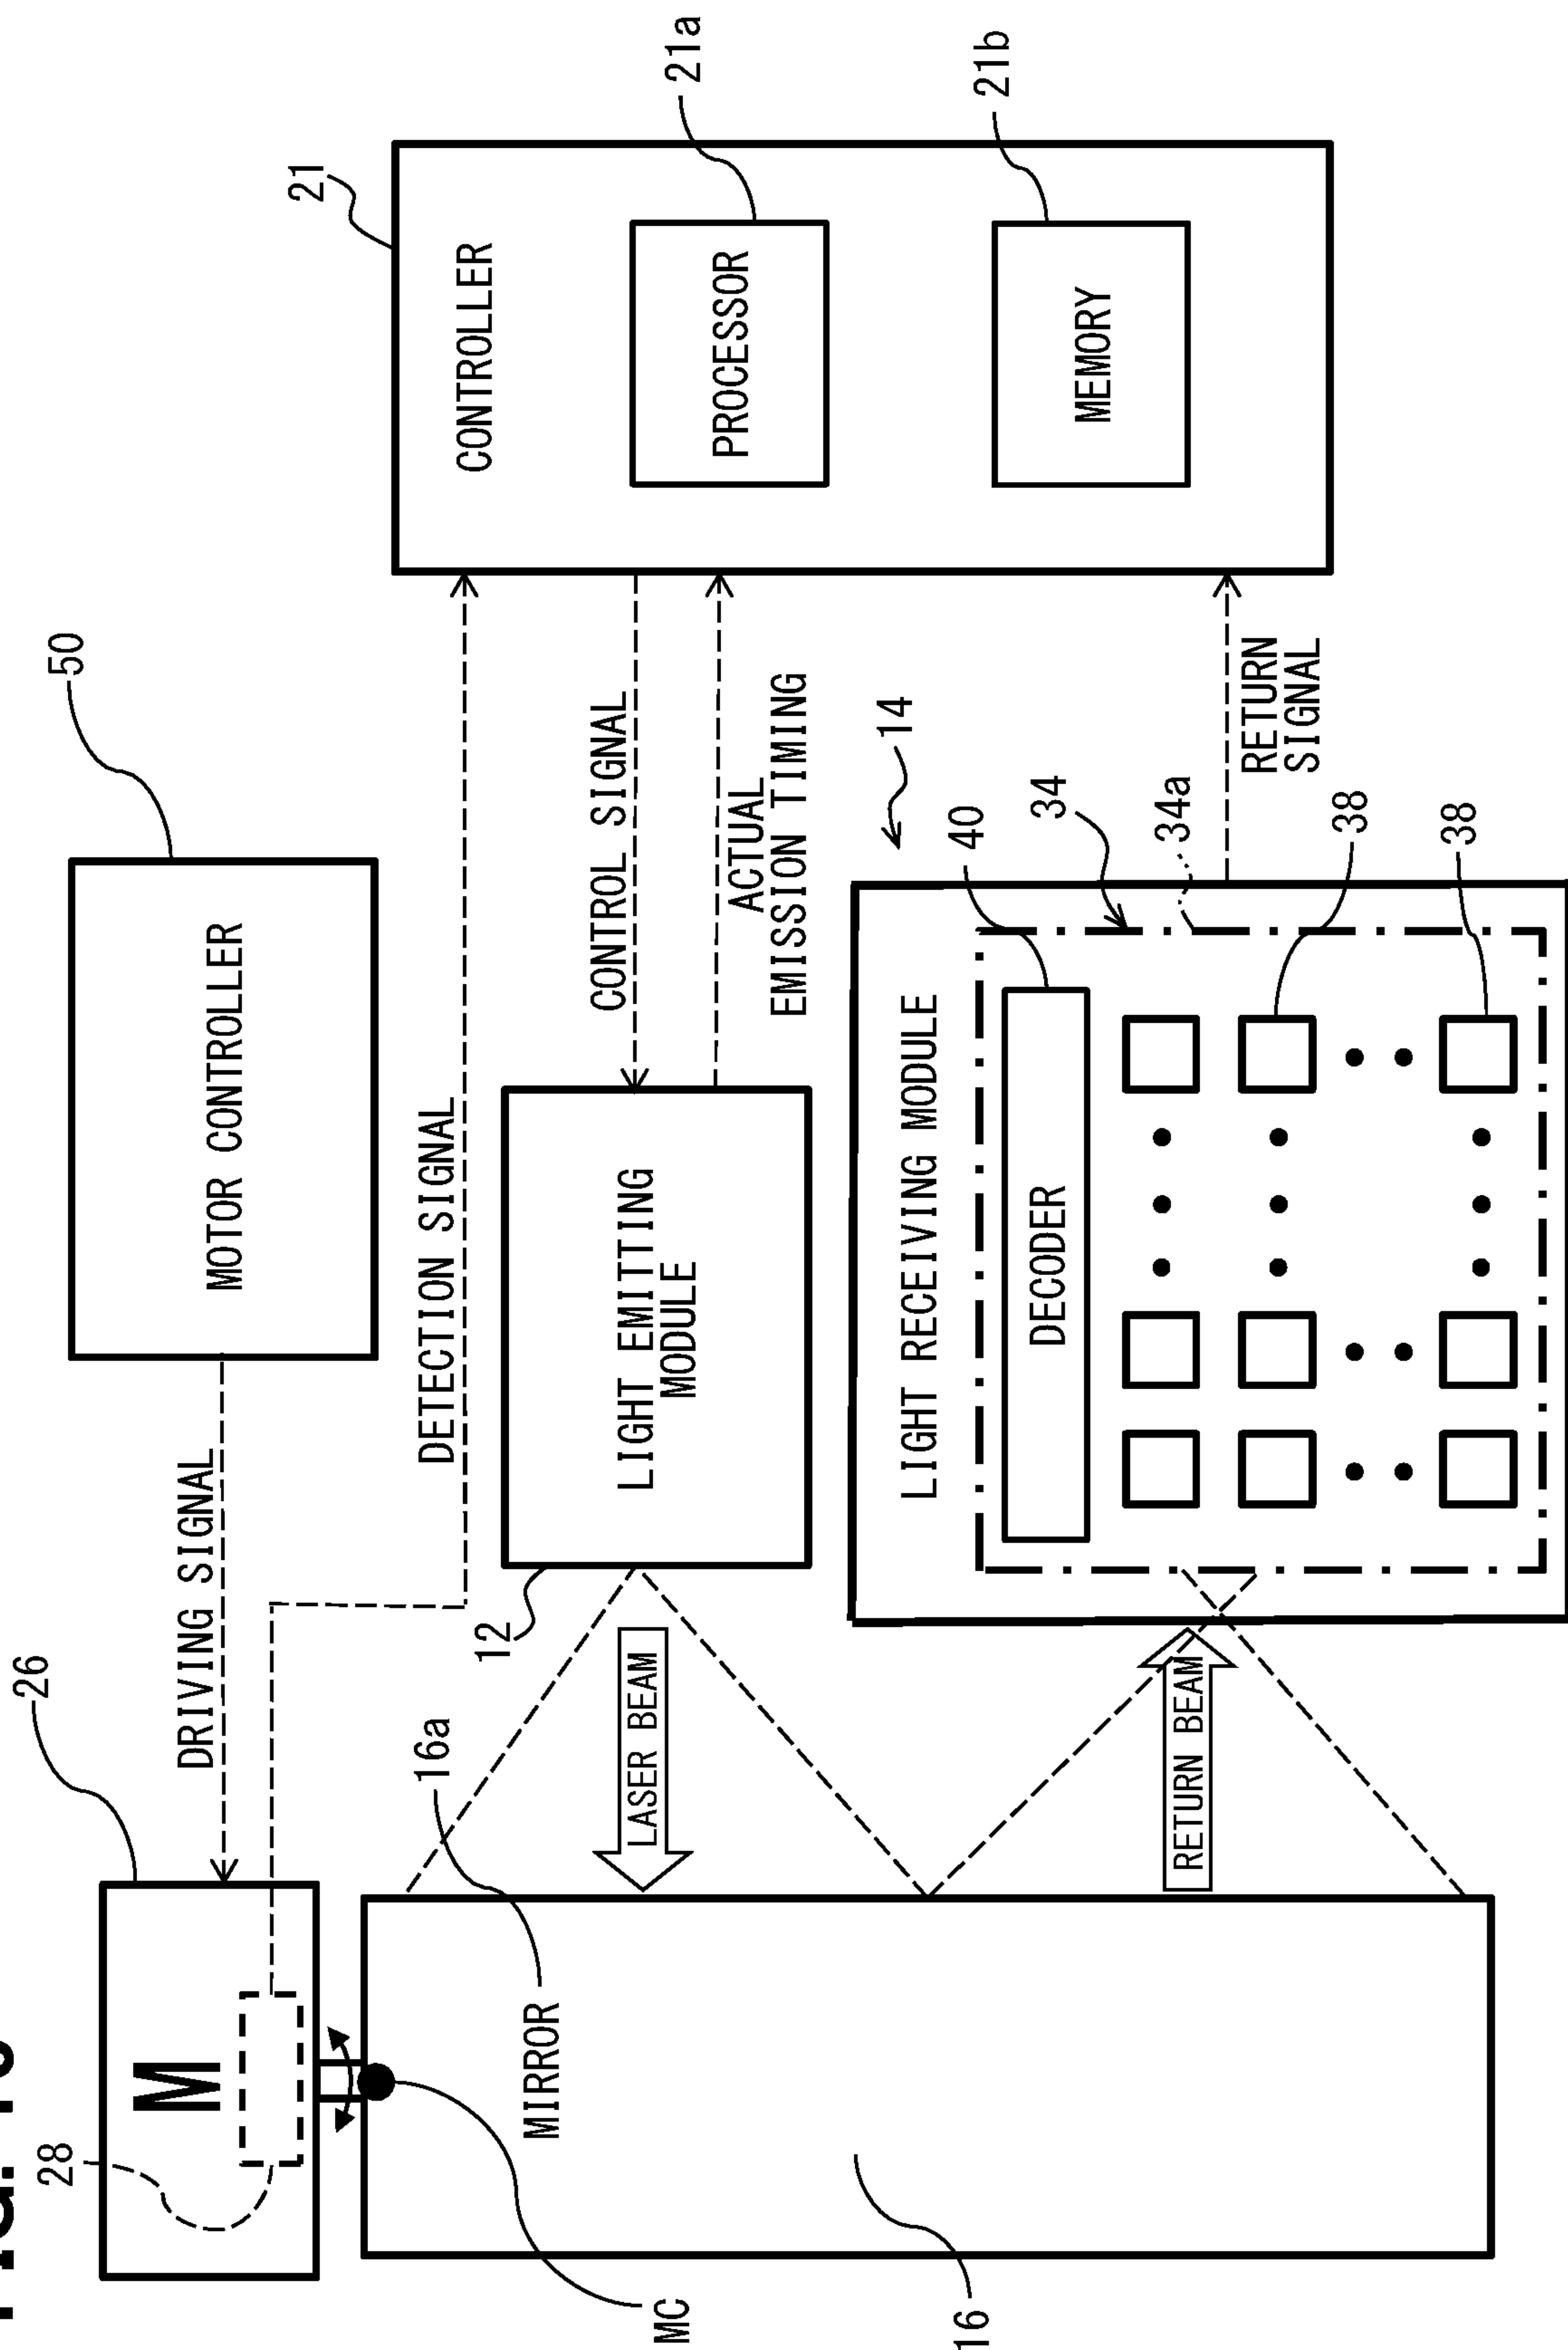 26
28
M
DRIVING SIGNAL
50
MOTOR CONTROLLER
DETECTION SIGNAL
21
CONTROLLER
21a
PROCESSOR
21b
MEMORY
CONTROL SIGNAL
ACTUAL
EMISSION TIMING
12
LIGHT EMITTING
MODULE
LASER BEAM
16a
MIRROR
MC
16
RETURN BEAM
14
LIGHT RECEIVING MODULE
40
DECODER
34
34a
38
38
RETURN
SIGNAL